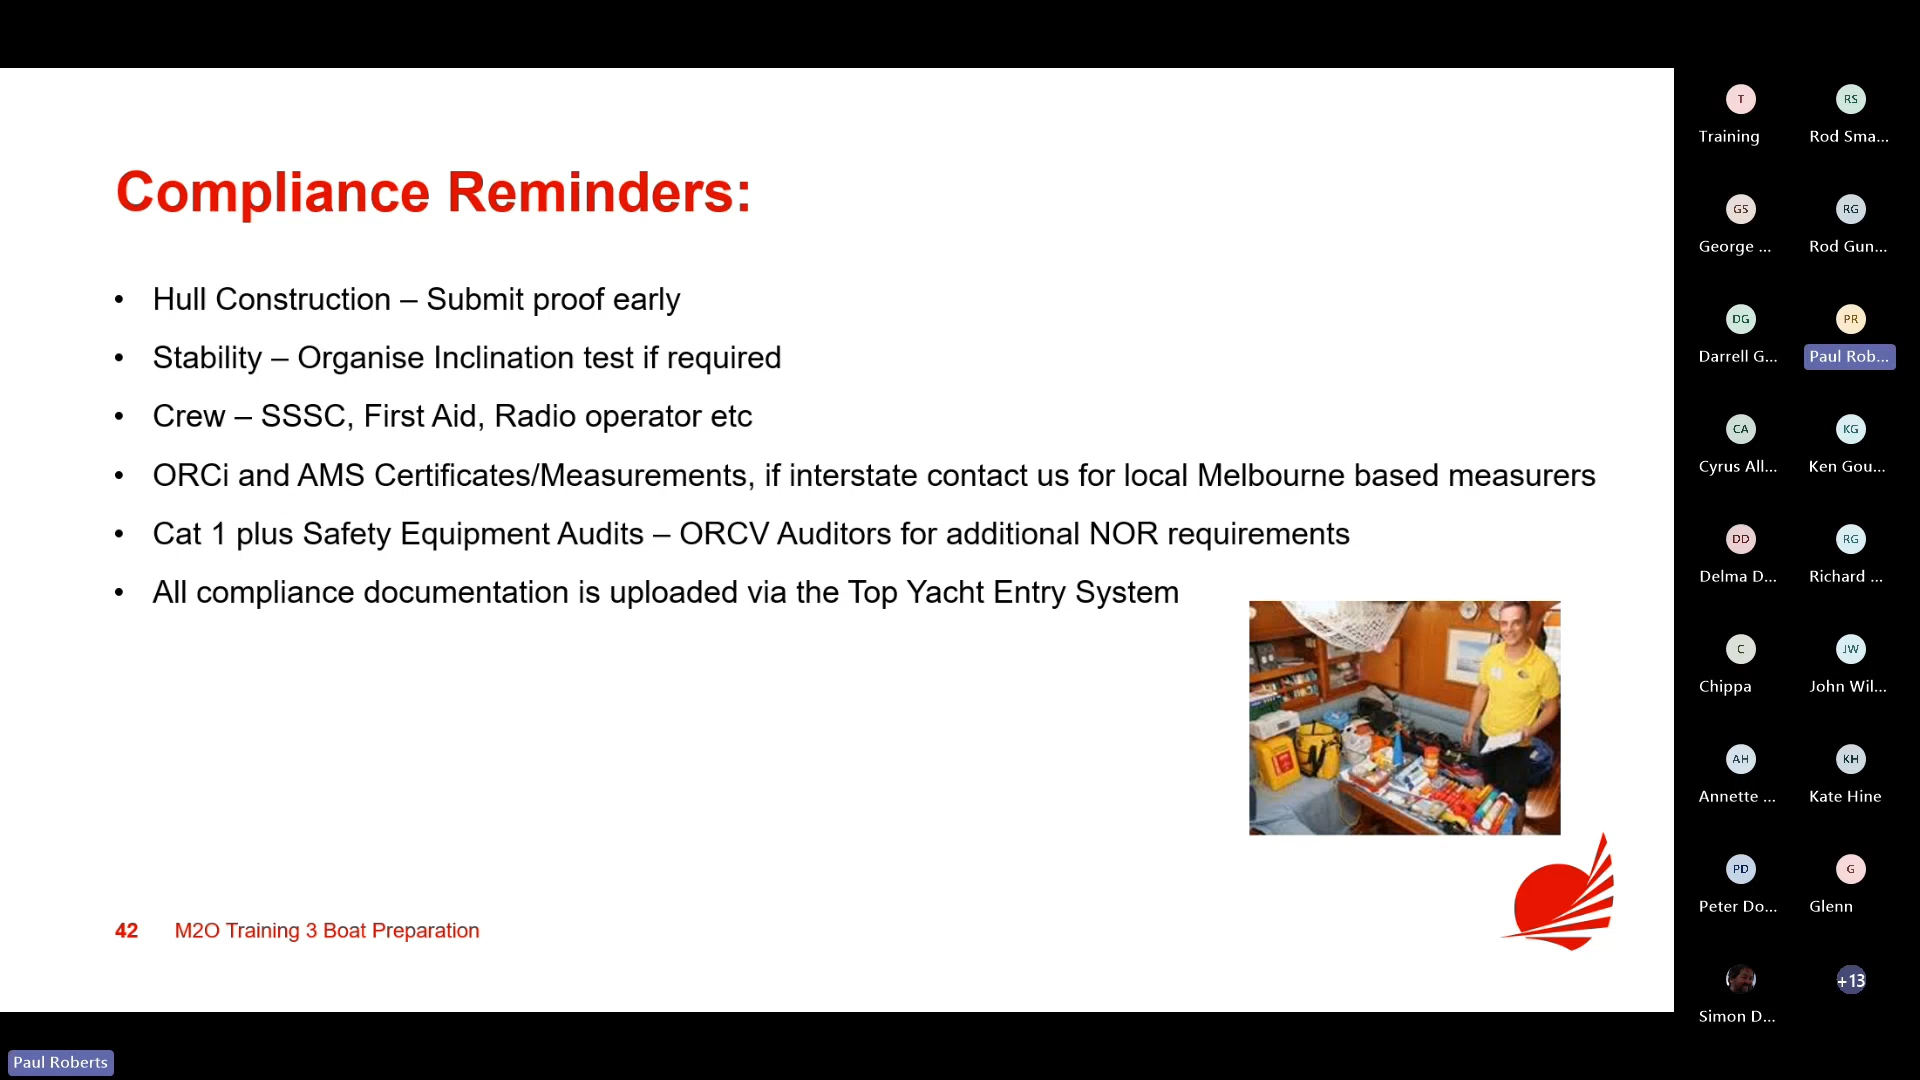 Compliance Reminders:
• Hull Construction – Submit proof early
• Stability – Organise Inclination test if required
• Crew – SSSC, First Aid, Radio operator etc
• ORCi and AMS Certificates/Measurements, if interstate contact us for local Melbourne based measurers
• Cat 1 plus Safety Equipment Audits – ORCV Auditors for additional NOR requirements
• All compliance documentation is uploaded via the Top Yacht Entry System
42 M2O Training 3 Boat Preparation
T
Training
RS
Rod Sma...
GS
George ...
RG
Rod Gun...
DG
Darrell G...
PR
Paul Rob...
CA
Cyrus All...
KG
Ken Gou...
DD
Delma D...
RG
Richard ...
C
Chippa
JW
John Wil...
AH
Annette ...
KH
Kate Hine
PD
Peter Do...
G
Glenn
Simon D...
+13
Paul Roberts